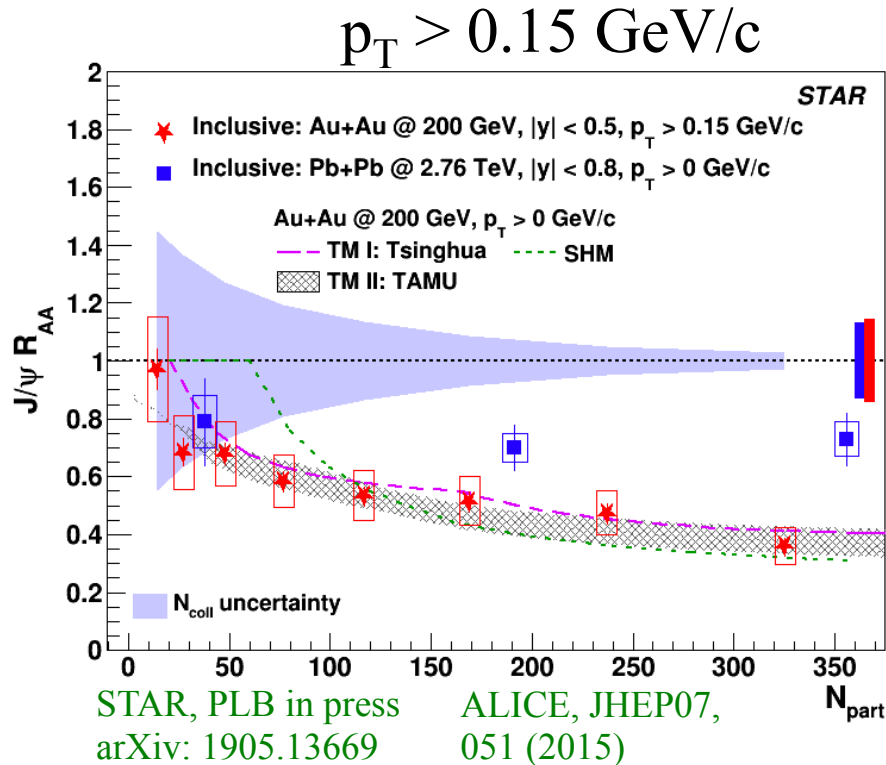 p_T > 0.15 GeV/c
STAR
Inclusive: Au+Au @ 200 GeV, |y| < 0.5, p_T > 0.15 GeV/c
Inclusive: Pb+Pb @ 2.76 TeV, |y| < 0.8, p_T > 0 GeV/c
Au+Au @ 200 GeV, p_T > 0 GeV/c
TM I: Tsinghua
SHM
TM II: TAMU
N_coll uncertainty
J/ψ R_AA
2
1.8
1.6
1.4
1.2
1
0.8
0.6
0.4
0.2
0
0 50 100 150 200 250 300 350
N_part
STAR, PLB in press
arXiv: 1905.13669
ALICE, JHEP07,
051 (2015)